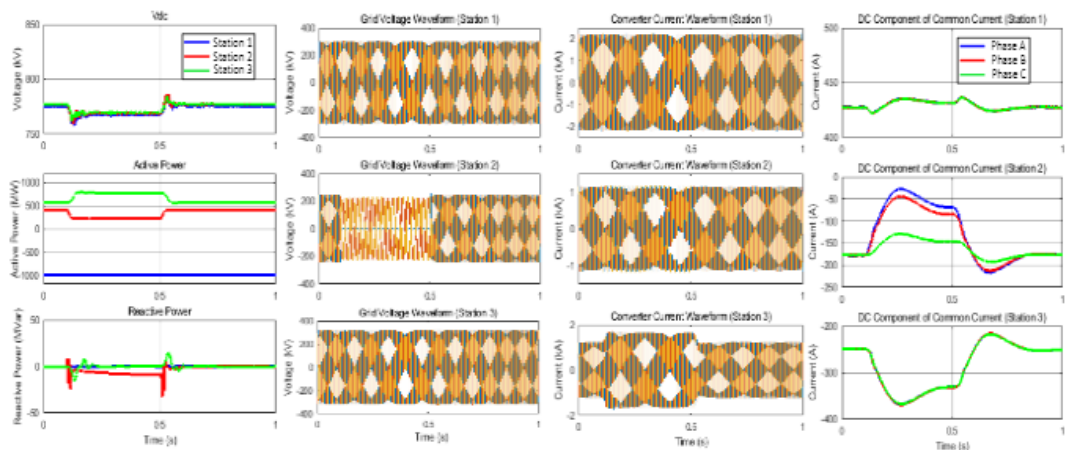 Vdc
850
800
750
Voltage (kV)
Station 1
Station 2
Station 3
0
0.5
1
Grid Voltage Waveform (Station 1)
400
200
0
-200
-400
Voltage (kV)
0
0.5
1
Converter Current Waveform (Station 1)
2
1
0
-1
-2
Current (kA)
0
0.5
1
DC Component of Common Current (Station 1)
500
450
400
Current (A)
Phase A
Phase B
Phase C
0
0.5
1
Active Power
1000
500
0
-500
-1000
Active Power (MW)
0
0.5
1
Grid Voltage Waveform (Station 2)
400
200
0
-200
-400
Voltage (kV)
0
0.5
1
Converter Current Waveform (Station 2)
1
0
-1
Current (kA)
0
0.5
1
DC Component of Common Current (Station 2)
0
-50
-100
-150
-200
-250
-300
Current (A)
0
0.5
1
Reactive Power
50
0
-50
Reactive Power (MVar)
0
0.5
1
Time (s)
Grid Voltage Waveform (Station 3)
400
200
0
-200
-400
Voltage (kV)
0
0.5
1
Time (s)
Converter Current Waveform (Station 3)
2
0
-2
Current (kA)
0
0.5
1
Time (s)
DC Component of Common Current (Station 3)
-200
-300
-400
Current (A)
0
0.5
1
Time (s)